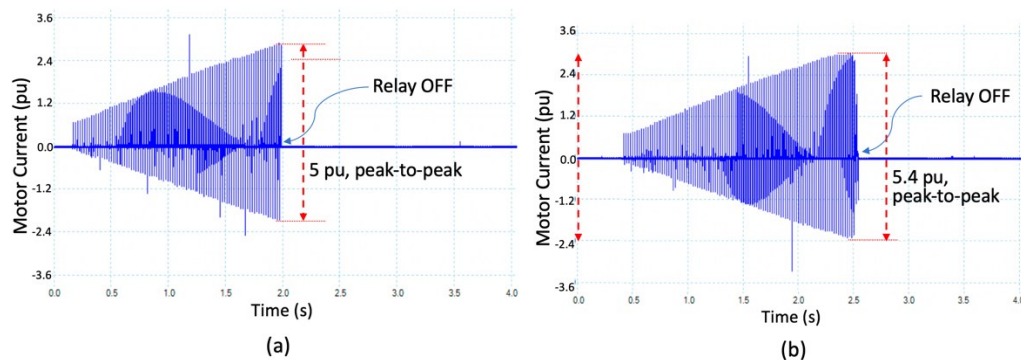 3.6
2.4
1.2
0.0
-1.2
-2.4
-3.6
Motor Current (pu)
Relay OFF
5 pu, peak-to-peak
0.0 0.5 1.0 1.5 2.0 2.5 3.0 3.5 4.0
Time (s)
(a)
3.6
2.4
1.2
0.0
-1.2
-2.4
-3.6
Motor Current (pu)
Relay OFF
5.4 pu,
peak-to-peak
0.0 0.5 1.0 1.5 2.0 2.5 3.0 3.5 4.0
Time (s)
(b)